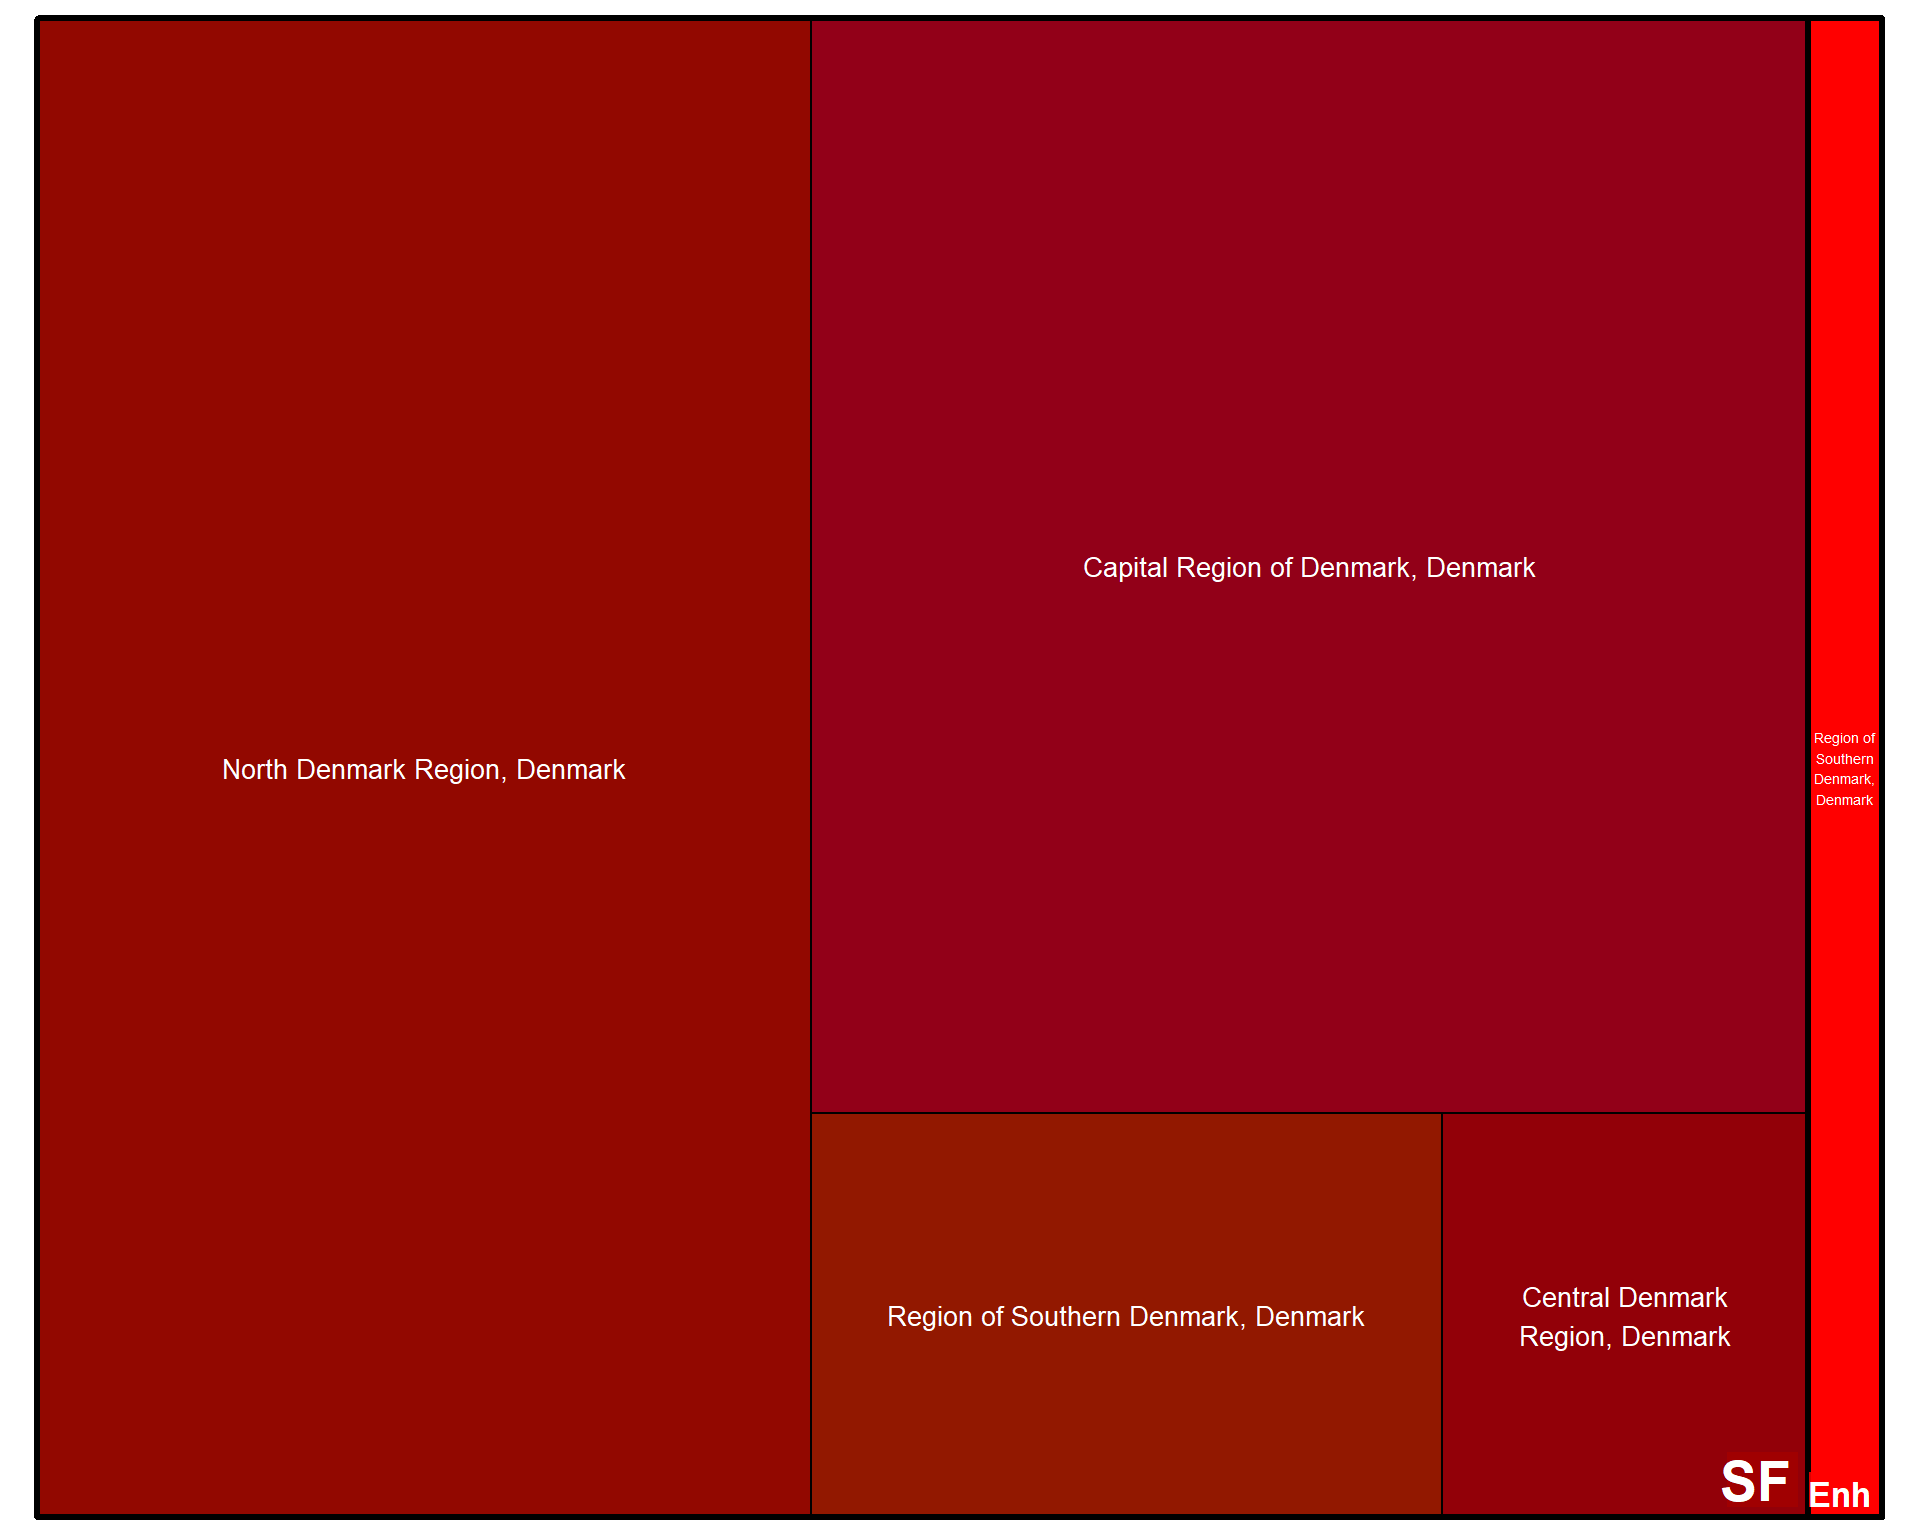 North Denmark Region, Denmark
Capital Region of Denmark, Denmark
Region of Southern Denmark, Denmark
Central Denmark
Region, Denmark
SF
Region of
Southern
Denmark,
Denmark
Enh